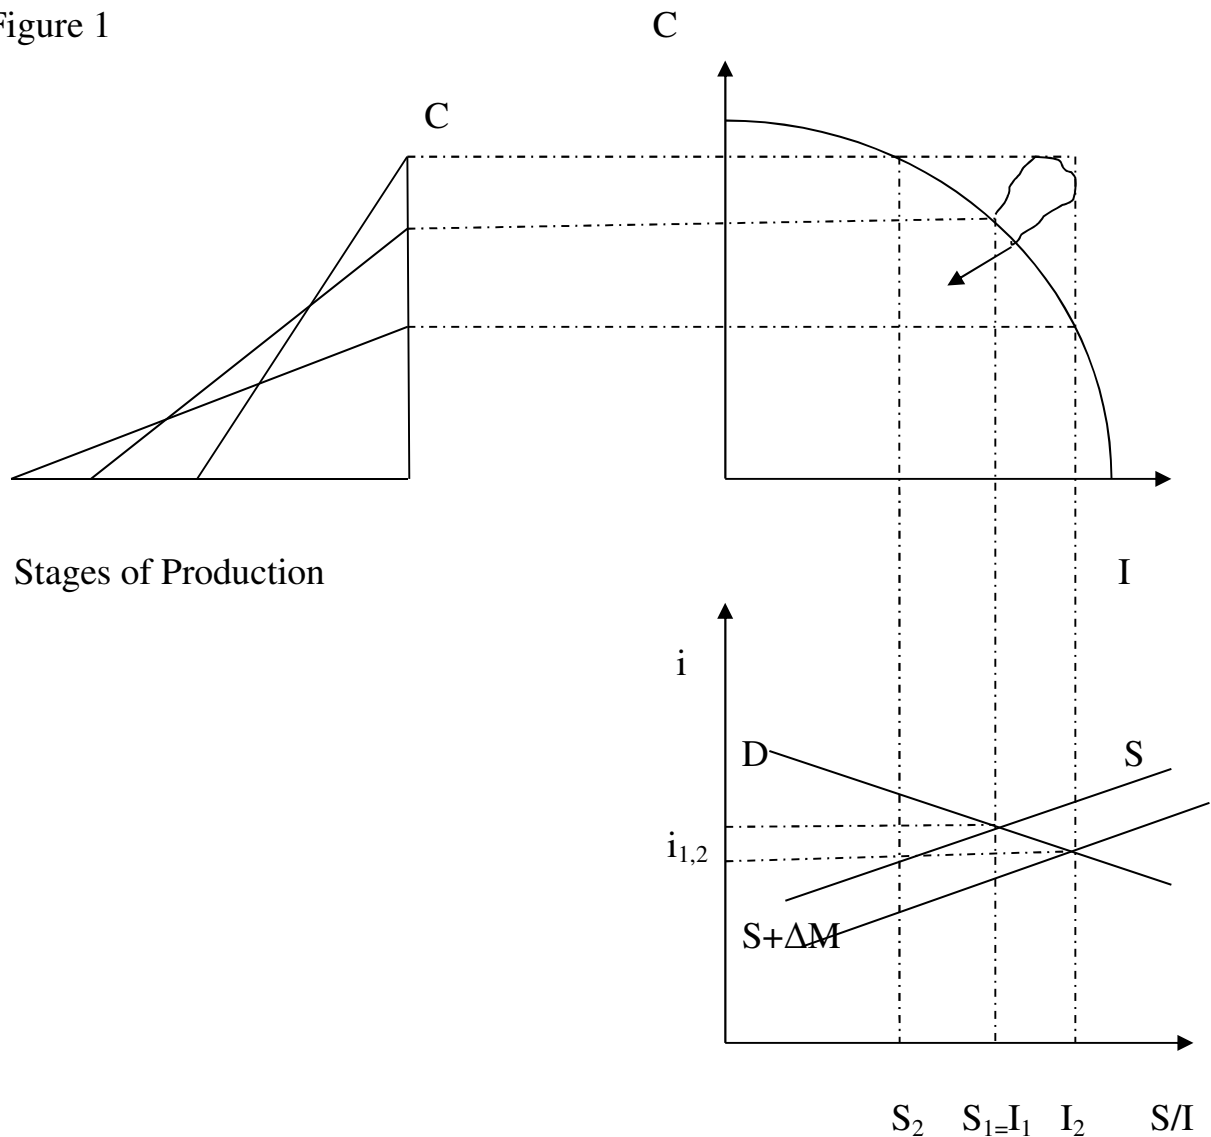 Figure 1
C
C
Stages of Production
I
i
D
S
i1,2
S+ΔM
S2 S1=I1 I2 S/I